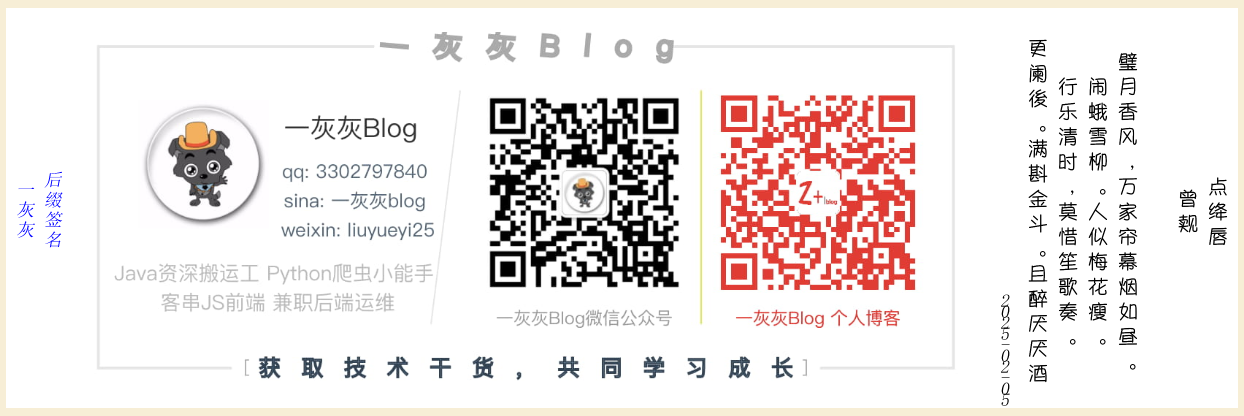 点绛唇
曾觌
璧月香风,万家帘幕烟如昼。
闹蛾雪柳。人似梅花瘦。
行乐清时,莫惜笙歌奏。
更阑後。满斟金斗。且醉厌厌酒
2025-02-05
一灰灰Blog
一灰灰Blog
qq: 3302797840
sina: 一灰灰blog
weixin: liuyueyi25
Java资深搬运工 Python爬虫小能手
客串JS前端 兼职后端运维
一灰灰Blog微信公众号
Z+|blog
一灰灰Blog 个人博客
[获取技术干货，共同学习成长]
后缀签名
一灰灰